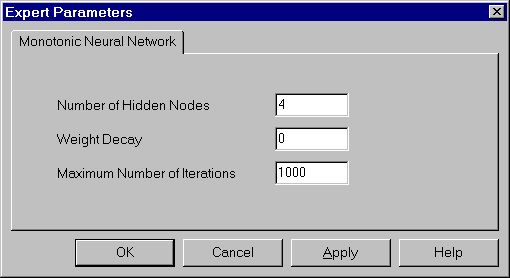 Expert Parameters
Monotonic Neural Network
Number of Hidden Nodes 4
Weight Decay 0
Maximum Number of Iterations 1000
OK Cancel Apply Help